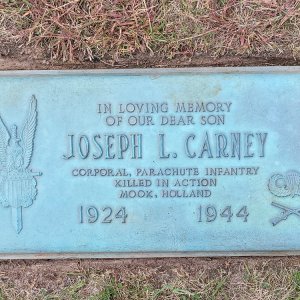 IN LOVING MEMORY
OF OUR DEAR SON
JOSEPH L. CARNEY
CORPORAL, PARACHUTE INFANTRY
KILLED IN ACTION
MOOK, HOLLAND
1924 1944